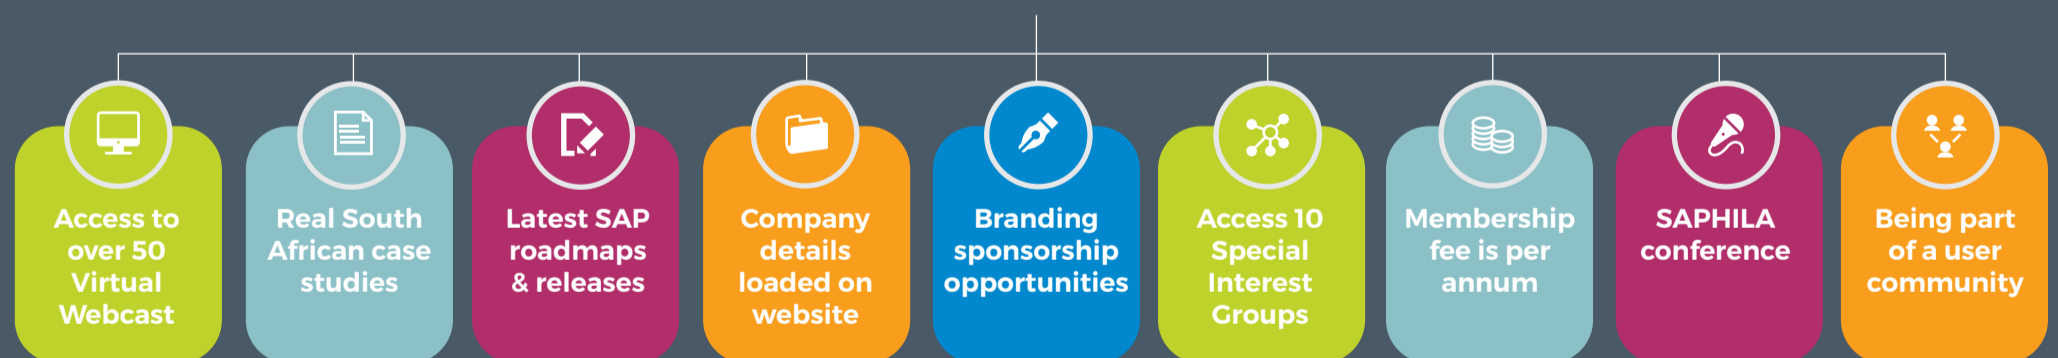 Access to
over 50
Virtual
Webcast
Real South
African case
studies
Latest SAP
roadmaps
& releases
Company
details
loaded on
website
Branding
sponsorship
opportunities
Access 10
Special
Interest
Groups
Membership
fee is per
annum
SAPHILA
conference
Being part
of a user
community